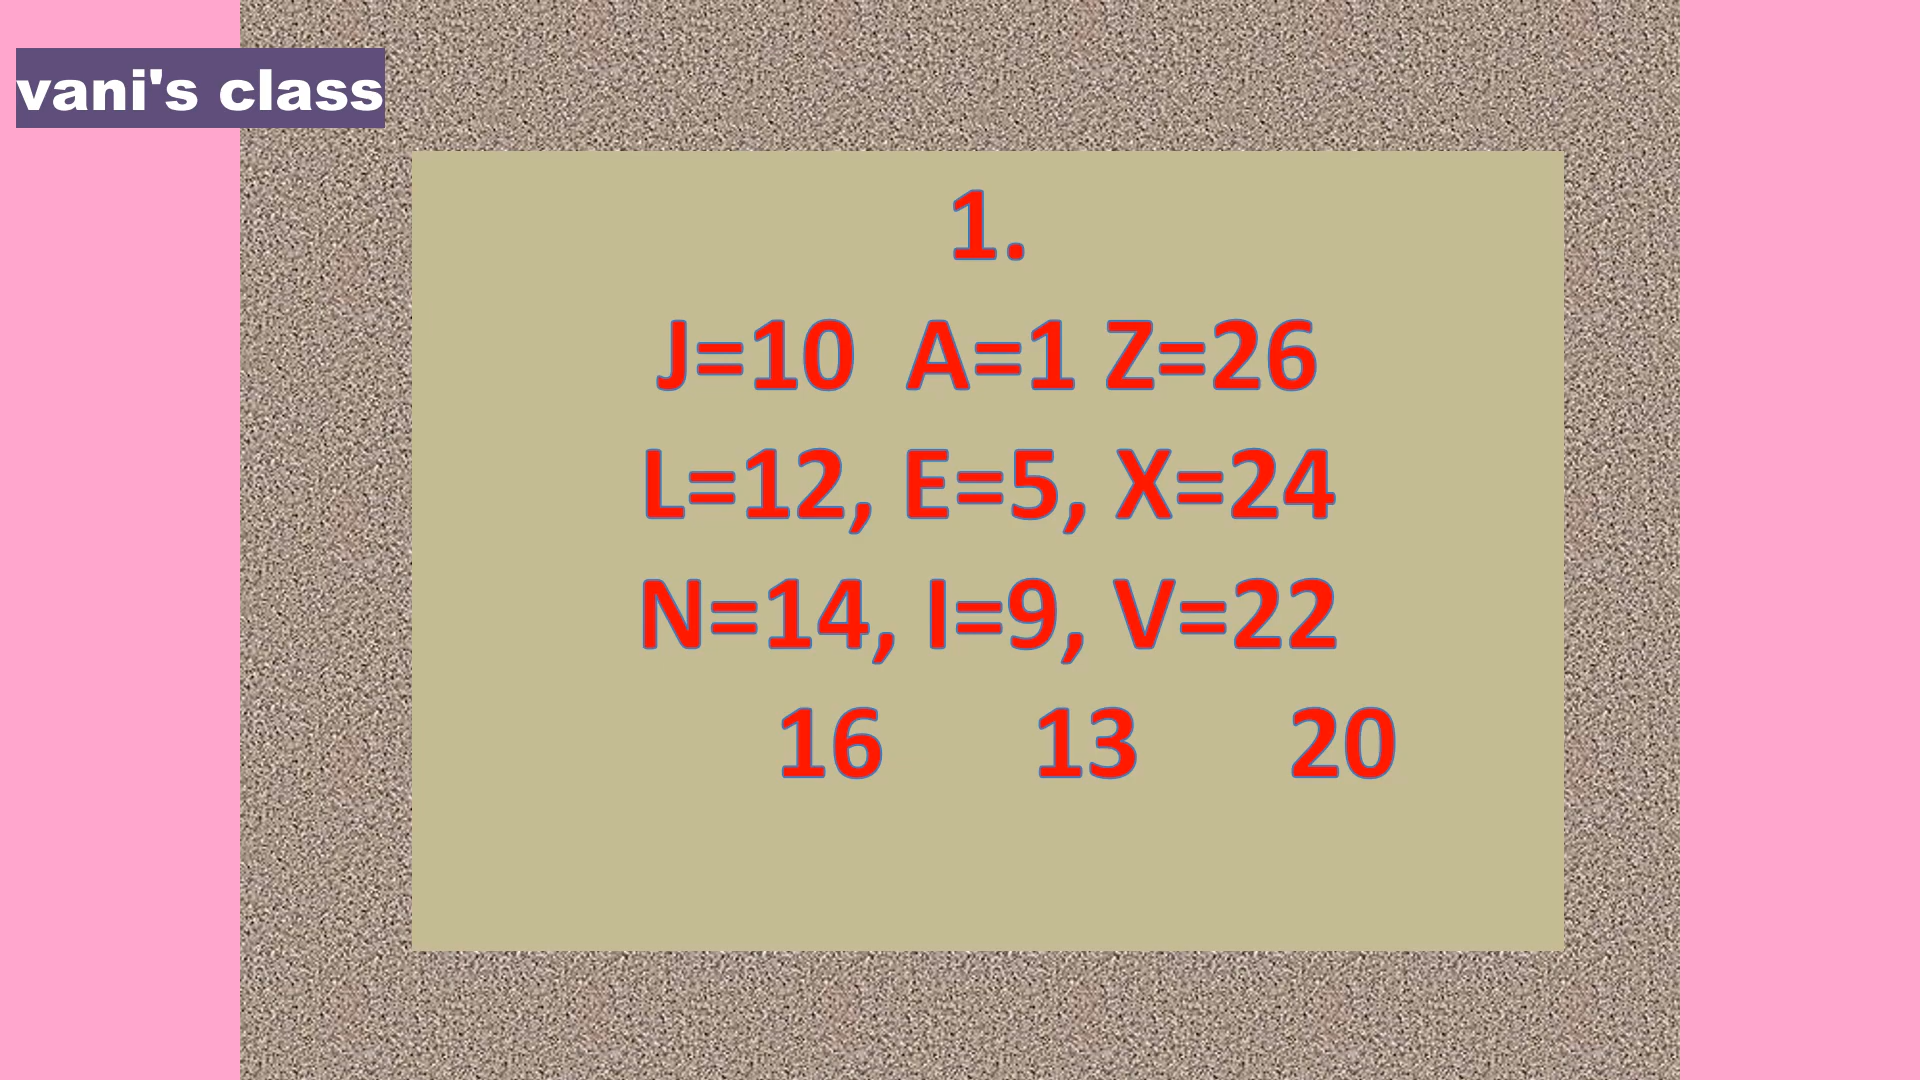 vani's class
1.
J=10 A=1 Z=26
L=12, E=5, X=24
N=14, I=9, V=22
16 13 20